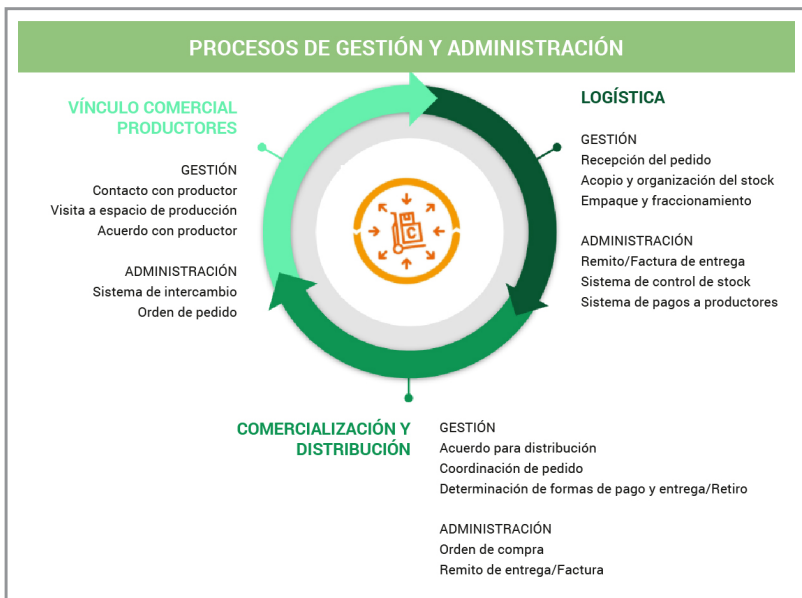 PROCESOS DE GESTIÓN Y ADMINISTRACIÓN
VÍNCULO COMERCIAL
PRODUCTORES
GESTIÓN
Contacto con productor
Visita a espacio de producción
Acuerdo con productor
ADMINISTRACIÓN
Sistema de intercambio
Orden de pedido
LOGÍSTICA
GESTIÓN
Recepción del pedido
Acopio y organización del stock
Empaque y fraccionamiento
ADMINISTRACIÓN
Remito/Factura de entrega
Sistema de control de stock
Sistema de pagos a productores
C
COMERCIALIZACIÓN Y
DISTRIBUCIÓN
GESTIÓN
Acuerdo para distribución
Coordinación de pedido
Determinación de formas de pago y entrega/Retiro
ADMINISTRACIÓN
Orden de compra
Remito de entrega/Factura